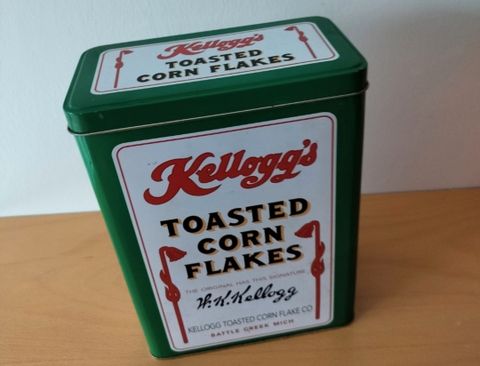 Kellogg's
TOASTED
CORN FLAKES
Kellogg's
TOASTED
CORN
FLAKES
THE ORIGINAL HAS THIS SIGNATURE
W.K.Kellogg
KELLOGG TOASTED CORN FLAKE CO.
BATTLE CREEK MICH